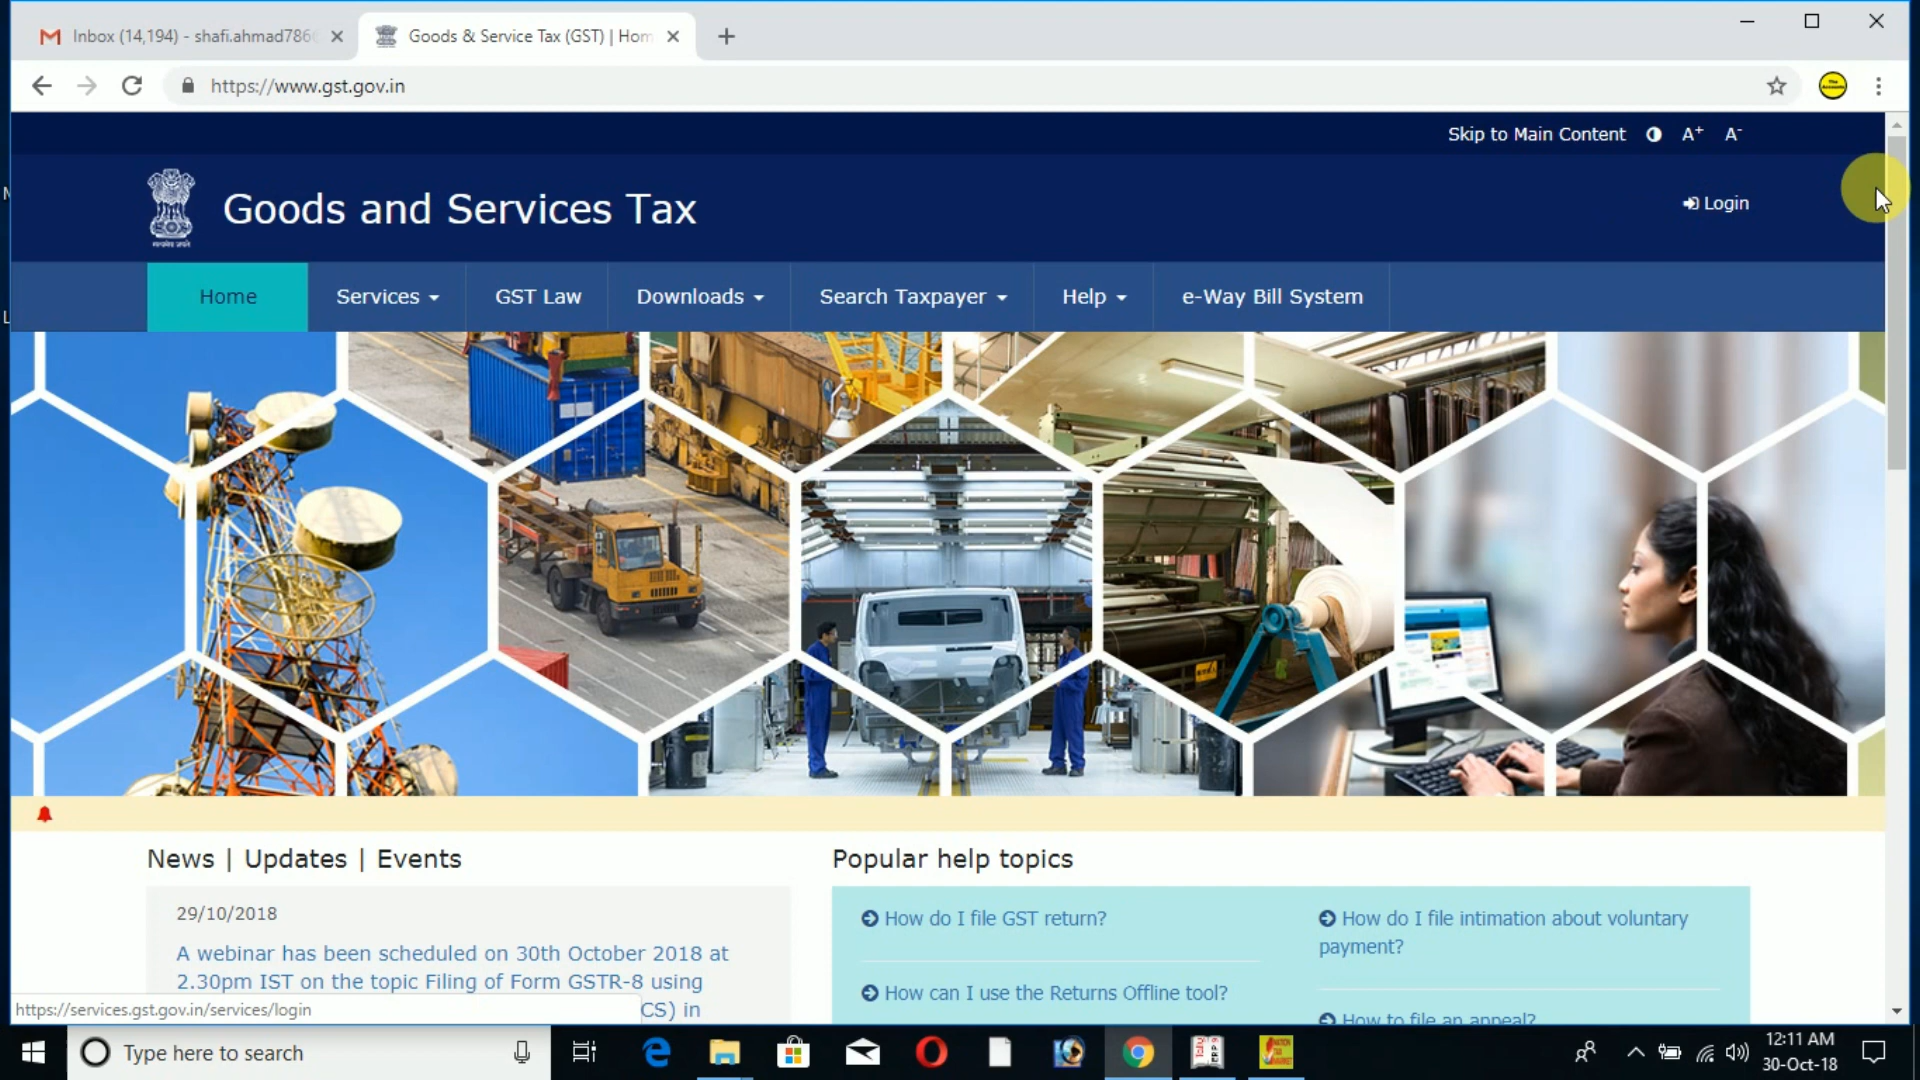 Inbox (14,194) - shafi.ahmad786
Goods & Service Tax (GST) | Hom
https://www.gst.gov.in
Skip to Main Content A+ A-
Goods and Services Tax
Login
Home Services GST Law Downloads Search Taxpayer Help e-Way Bill System
News | Updates | Events
29/10/2018
A webinar has been scheduled on 30th October 2018 at
2.30pm IST on the topic Filing of Form GSTR-8 using
CS) in
Popular help topics
How do I file GST return?
How can I use the Returns Offline tool?
How do I file intimation about voluntary
payment?
How to file an appeal?
https://services.gst.gov.in/services/login
Type here to search
12:11 AM
30-Oct-18